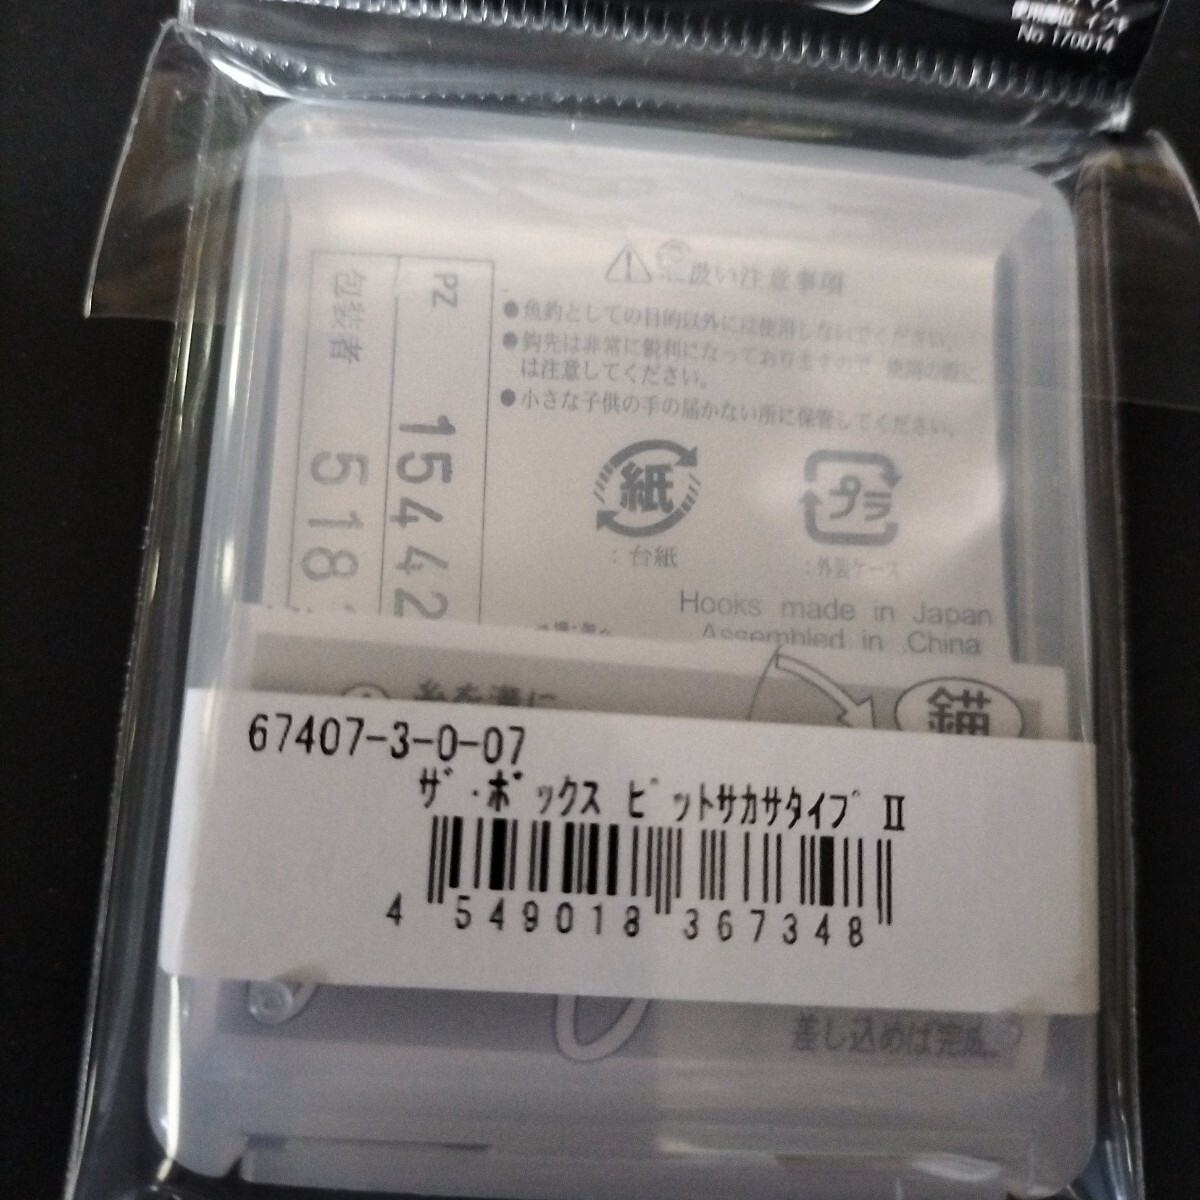 No 170014
扱い注意事項
●魚釣としての目的以外には使用しないでください。
●鈎先は非常に鋭利になっておりますので、使用の際に
は注意してください。
●小さな子供の手の届かない所に保管してください。
PZ 15442
包装者 518
紙
:台紙
プラ
:外装ケース
Hooks made in Japan
Assembled in China
糸を溝に
錨
67407-3-0-07
ザ・ボックス ピットサカサタイプ II
4 549018 367348
差し込めば完成。